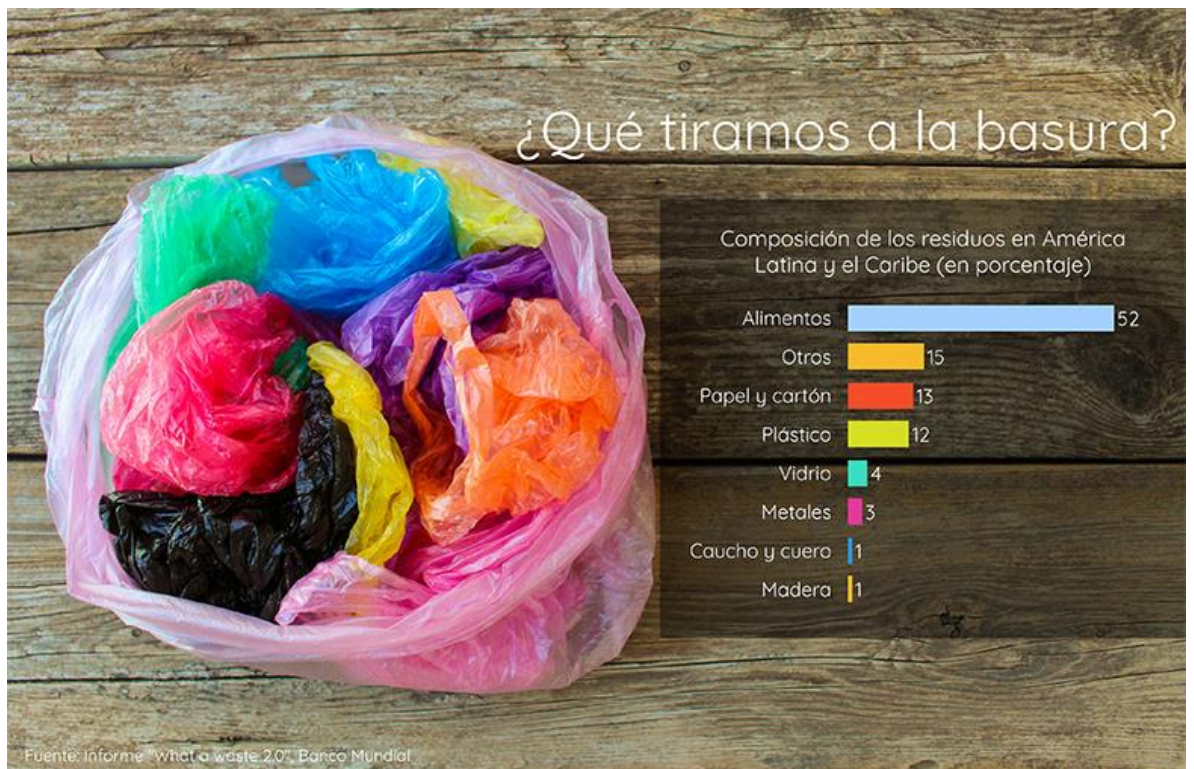 ¿Qué tiramos a la basura?
Composición de los residuos en América
Latina y el Caribe (en porcentaje)
Alimentos 52
Otros 15
Papel y cartón 13
Plástico 12
Vidrio 4
Metales 3
Caucho y cuero 1
Madera 1
Fuente: Informe "What a waste 2.0", Banco Mundial